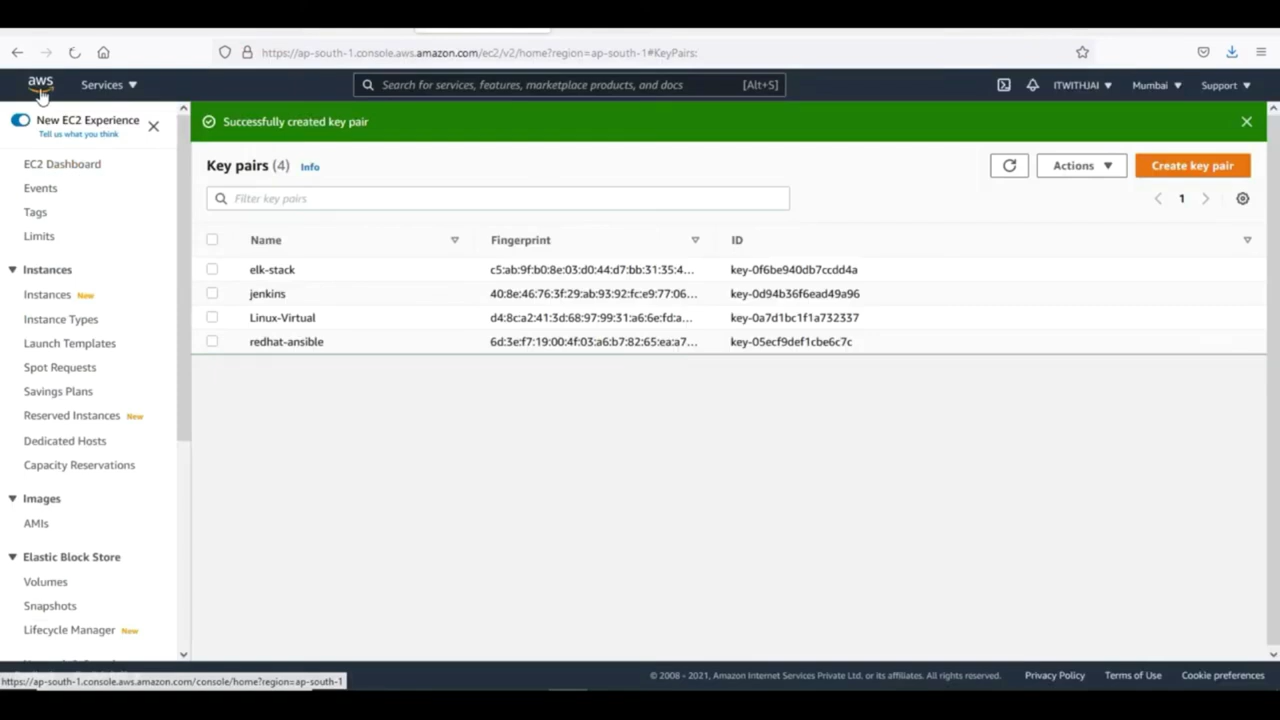 https://ap-south-1.console.aws.amazon.com/ec2/v2/home?region=ap-south-1#KeyPairs:
aws Services Search for services, features, marketplace products, and docs [Alt+S] ITWITHJAI Mumbai Support
New EC2 Experience
Tell us what you think
EC2 Dashboard
Events
Tags
Limits
Instances
Instances New
Instance Types
Launch Templates
Spot Requests
Savings Plans
Reserved Instances New
Dedicated Hosts
Capacity Reservations
Images
AMIs
Elastic Block Store
Volumes
Snapshots
Lifecycle Manager New
Successfully created key pair
Key pairs (4) Info Actions Create key pair
Filter key pairs 1
Name Fingerprint ID
elk-stack c5:ab:9f:b0:8e:03:d0:44:d7:bb:31:35:4... key-0f6be940db7ccdd4a
jenkins 40:8e:46:76:3f:29:ab:93:92:fc:e9:77:06... key-0d94b36f6ead49a96
Linux-Virtual d4:8c:a2:41:3d:68:97:99:31:a6:6e:fd:a... key-0a7d1bc1f1a732337
redhat-ansible 6d:3e:f7:19:00:4f:03:a6:b7:82:65:ea:a7... key-05ecf9def1cbe6c7c
https://ap-south-1.console.aws.amazon.com/console/home?region=ap-south-1
© 2008 - 2021, Amazon Internet Services Private Ltd. or its affiliates. All rights reserved. Privacy Policy Terms of Use Cookie preferences